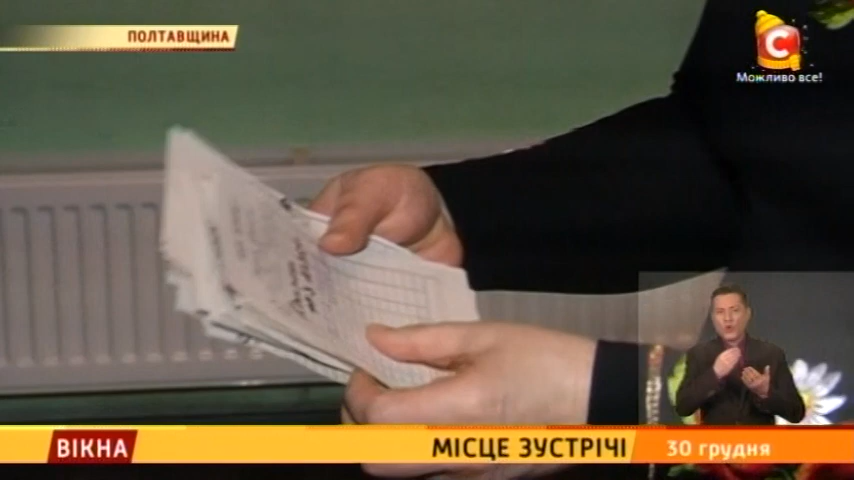 ПОЛТАВЩИНА
С
Можливо все!
ВІКНА
МІСЦЕ ЗУСТРІЧІ
30 грудня